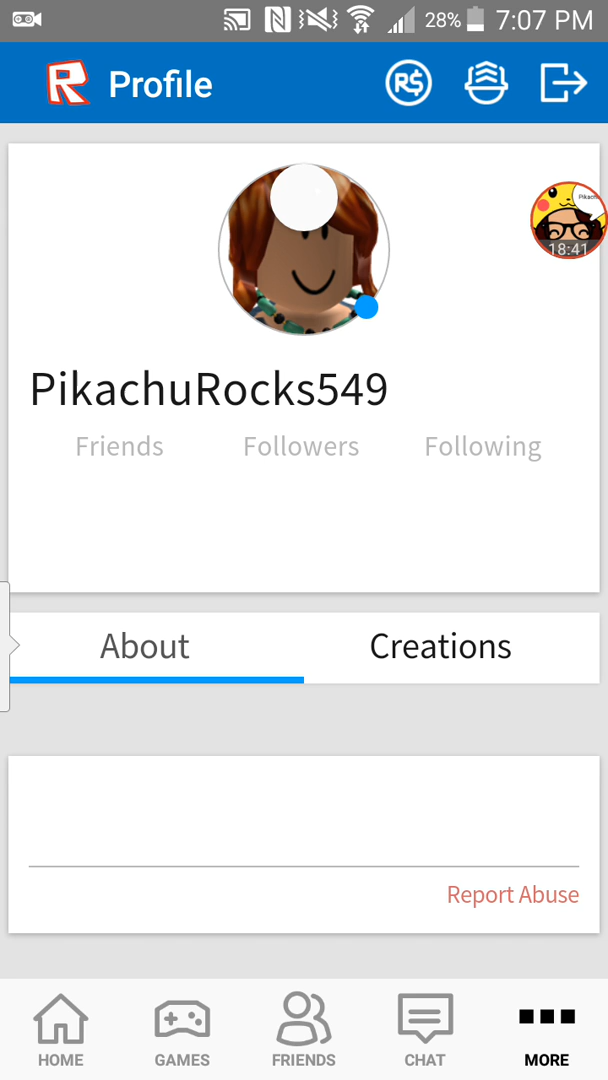 28% 7:07 PM
R Profile R$
Pikachu
18:41
PikachuRocks549
Friends Followers Following
About Creations
Report Abuse
HOME GAMES FRIENDS CHAT MORE